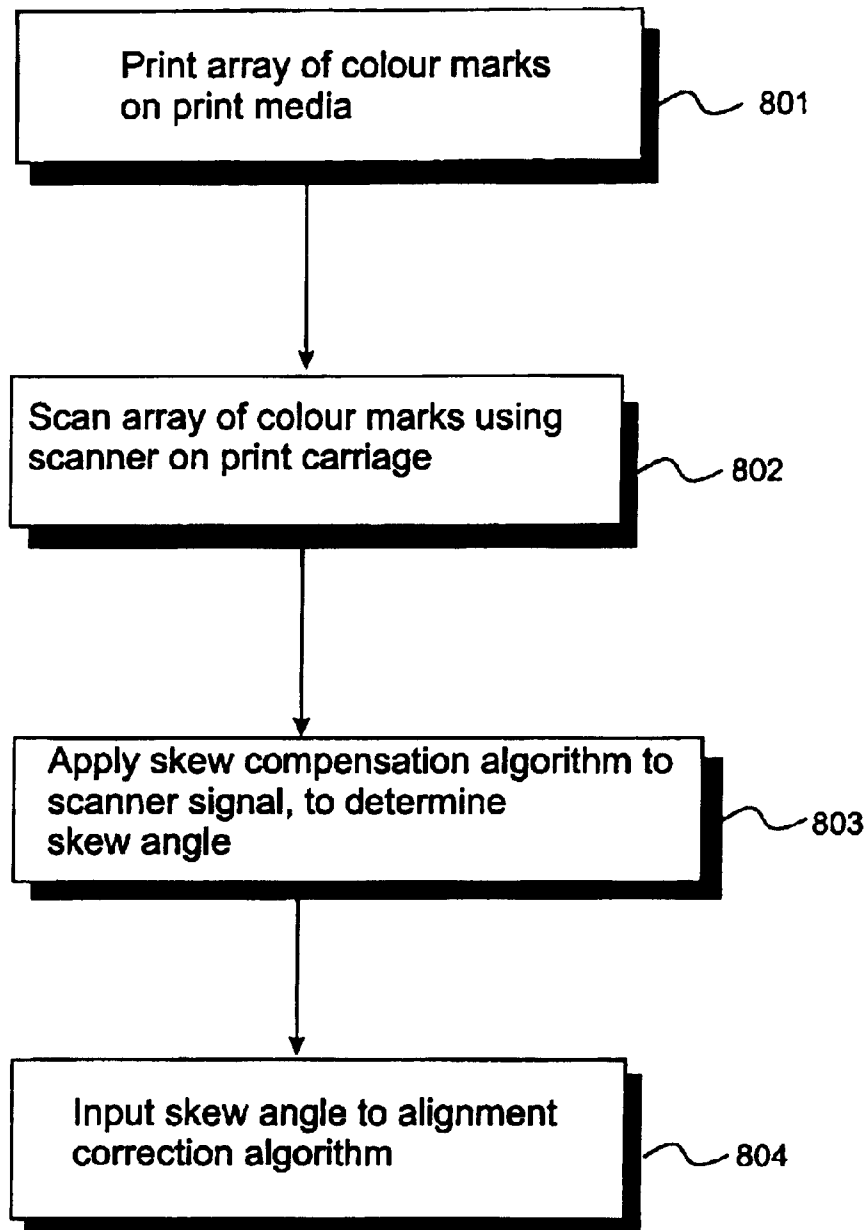 Print array of colour marks
on print media
801
Scan array of colour marks using
scanner on print carriage
802
Apply skew compensation algorithm to
scanner signal, to determine
skew angle
803
Input skew angle to alignment
correction algorithm
804